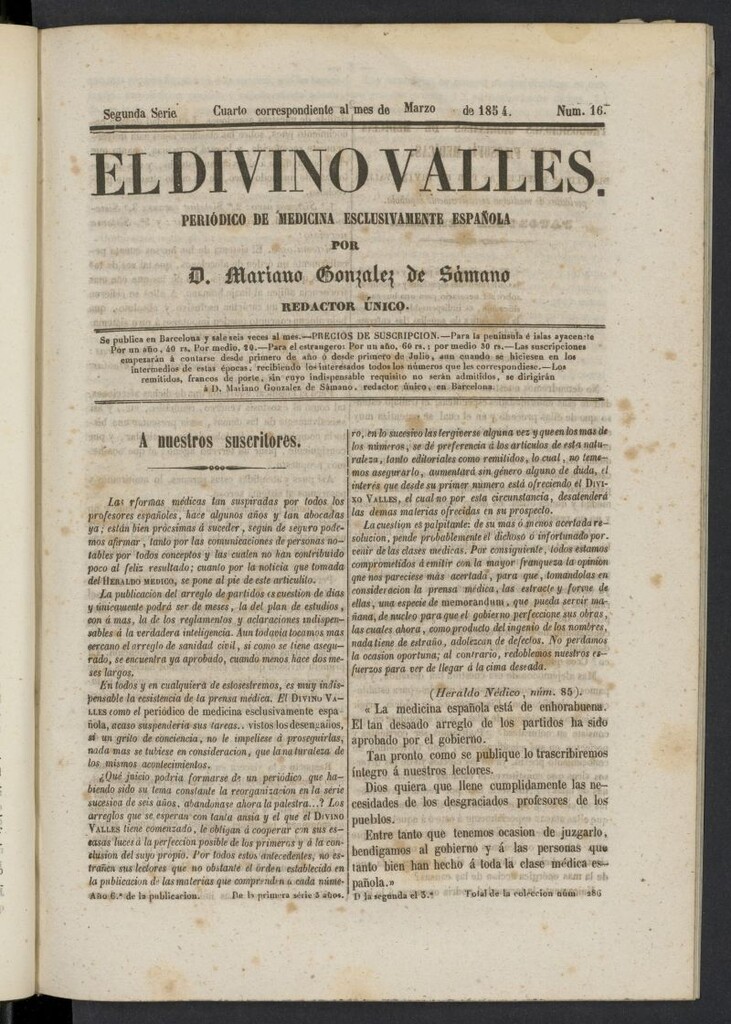 Segunda Serie Cuarto correspondiente al mes de Marzo de 1854. Num. 16.
EL DIVINO VALLES.
PERIÓDICO DE MEDICINA ESCLUSIVAMENTE ESPAÑOLA
POR
D. Mariano Gonzalez de Sámano
REDACTOR ÚNICO.
Se publica en Barcelona y sale seis veces al mes.—PRECIOS DE SUSCRIPCION.—Para la península é islas ayacente
Por un año, 40 rs. Por medio, 20.—Para el estrangero: Por un año, 60 rs: por medio 30 rs.—Las suscripciones
empezarán á contarse desde primero de año ó desde primero de Julio, aun cuando se hiciesen en los
intermedios de estas épocas, recibiendo los interesados todos los números que les correspondiese.—Los
remitidos, francos de porte, sin cuyo indispensable requisito no serán admitidos, se dirigirán
á D. Mariano Gonzales de Sámano, redactor único, en Barcelona.
A nuestros suscritores.
Las rformas médicas tan suspiradas por todos los
profesores españoles, hace algunos años y tan abocadas
ya; están bien prócsimas á suceder, segun de seguro pode-
mos afirmar, tanto por las comunicaciones de personas no-
tables por todos conceptos y las cuales no han contribuido
poco al feliz resultado; cuanto por la noticia que tomada
del HERALDO MEDICO, se pone al pie de este articulito.
La publicacion del arreglo de partidos es cuestion de dias
y únicamente podrá ser de meses, la del plan de estudios,
con á mas, la de los reglamentos y aclaraciones indispen-
sables á la verdadera inteligencia. Aun todavia tocamos mas
cercano el arreglo de sanidad civil, si como se tiene asegu-
rado, se encuentra ya aprobado, cuando menos hace dos me-
ses largos.
En todos y en cualquiera de estos estremos, es muy indis-
pensable la ecsistencia de la prensa médica. El DIVINO VA-
LLES como el periódico de medicina esclusivamente espa-
ñola, acaso suspenderia sus tareas.. vistos los desengaños,
si un grito de conciencia, no le impeliese á proseguirlas,
nada mas se tubiese en consideracion, que la naturaleza de
los mismos acontecimientos.
¿Qué juicio podria formarse de un periódico que ha-
biendo sido su tema constante la reorganizacion en la série
sucesiva de seis años, abandonase ahora la palestra...? Los
arreglos que se esperan con tanta ansia y el que el DIVINO
VALLES tiene comenzado, le obligan á cooperar con sus es-
casas luces á la perfeccion posible de los primeros y á la con-
clusion del suyo propio. Por todos estos antecedentes, no es-
trañen sus lectores que no obstante el órden establecido en
la publicacion de las materias que comprenden á cada núme-
Año 6.º de la publicacion. De la primera série 3 años.
ro, en lo sucesivo las tergiverse alguna vez y que en los mas de
los números, se dé preferencia á los artículos de esta natu-
raleza, tanto editoriales como remitidos, lo cual, no teme-
mos asegurarlo, aumentará sin género alguno de duda, el
interés que desde su primer número está ofreciendo el DIVI-
NO VALLES, el cual no por esta circunstancia, desatenderá
las demas materias ofrecidas en su prospecto.
La cuestion es palpitante: de su mas ó menos acertada re-
solucion, pende probablemente el dichoso ó infortunado por-
venir de las clases médicas. Por consiguiente, todos estamos
comprometidos á emitir con la mayor franqueza la opinion
que nos pareciese mas acertada, para que, tomandolas en
consideracion la prensa médica, las estracte y forme de
ellas, una especie de memorandum, que pueda servir ma-
ñana, de nucleo para que el gobierno perfeccione sus obras,
las cuales ahora, como producto del ingenio de los nombres,
nada tiene de estraño, adolezcan de defectos. No perdamos
la ocasion oportuna; al contrario, redoblemos nuestros es-
fuerzos para ver de llegar á la cima deseada.
(Heraldo Nédico, núm. 85).
« La medicina española está de enhorabuena.
El tan deseado arreglo de los partidos ha sido
aprobado por el gobierno.
Tan pronto como se publique lo trascribiremos
íntegro á nuestros lectores.
Dios quiera que llene cumplidamente las ne-
cesidades de los desgraciados profesores de los
pueblos.
Entre tanto que tenemos ocasion de juzgarlo,
bendigamos al gobierno y á las personas que
tanto bien han hecho á toda la clase médica es-
pañola.»
D la segunda el 3.º Total de la coleccion núm. 286